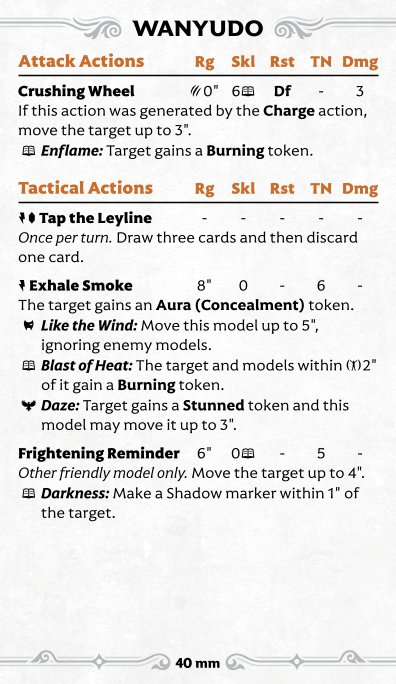 WANYUDO
Attack Actions Rg Skl Rst TN Dmg
Crushing Wheel 0" 6 Df - 3
If this action was generated by the Charge action,
move the target up to 3".
Enflame: Target gains a Burning token.
Tactical Actions Rg Skl Rst TN Dmg
Tap the Leyline - - - - -
Once per turn. Draw three cards and then discard
one card.
Exhale Smoke 8" 0 - 6 -
The target gains an Aura (Concealment) token.
Like the Wind: Move this model up to 5",
ignoring enemy models.
Blast of Heat: The target and models within 2"
of it gain a Burning token.
Daze: Target gains a Stunned token and this
model may move it up to 3".
Frightening Reminder 6" 0 - 5 -
Other friendly model only. Move the target up to 4".
Darkness: Make a Shadow marker within 1" of
the target.
40 mm